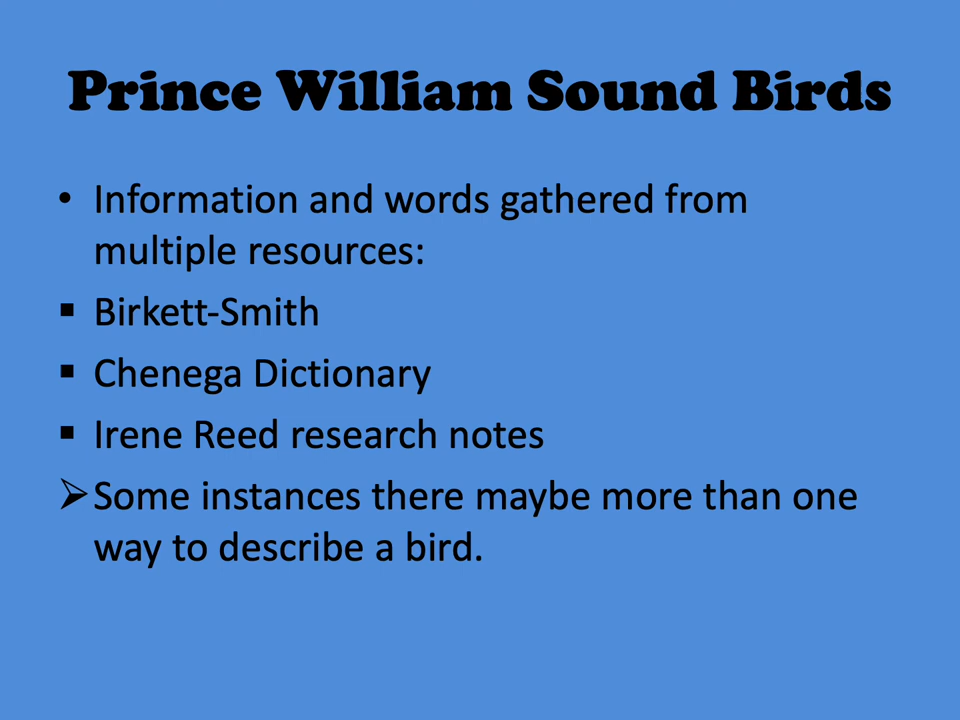 Prince William Sound Birds
• Information and words gathered from
multiple resources:
▪ Birkett-Smith
▪ Chenega Dictionary
▪ Irene Reed research notes
➢ Some instances there maybe more than one
way to describe a bird.